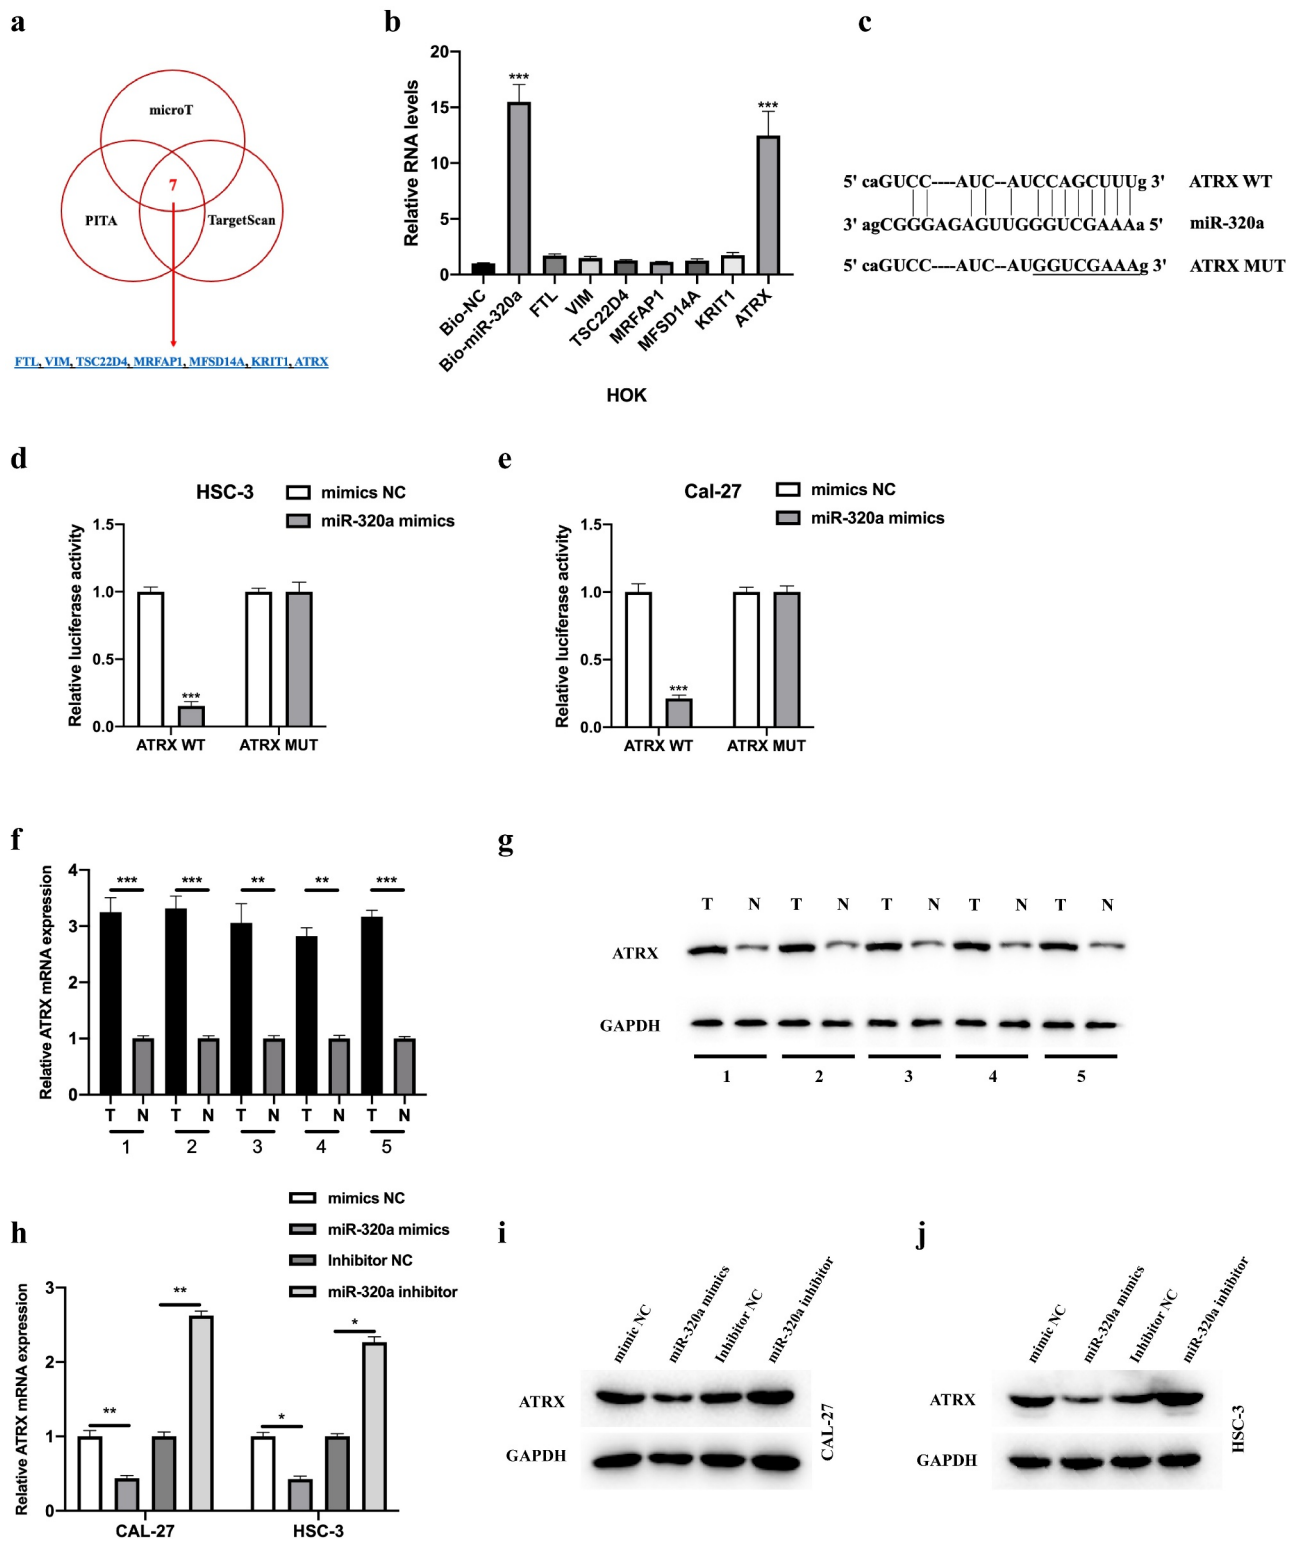 a
microT
7
PITA
TargetScan
FTL, VIM, TSC22D4, MRFAP1, MFSD14A, KRIT1, ATRX
b
Relative RNA levels
20
15
10
5
0
***
***
Bio-NC
Bio-miR-320a
FTL
VIM
TSC22D4
MRFAP1
MFSD14A
KRIT1
ATRX
HOK
c
5' caGUCC----AUC--AUCCAGCUUUg 3' ATRX WT
3' agCGGGAGAGUUGGGUCGAAAa 5' miR-320a
5' caGUCC----AUC--AUGGUCGAAAg 3' ATRX MUT
d
HSC-3
mimics NC
miR-320a mimics
Relative luciferase activity
1.5
1.0
0.5
0.0
***
ATRX WT
ATRX MUT
e
Cal-27
mimics NC
miR-320a mimics
Relative luciferase activity
1.5
1.0
0.5
0.0
***
ATRX WT
ATRX MUT
f
Relative ATRX mRNA expression
4
3
2
1
0
*** *** ** ** ***
T N T N T N T N T N
1 2 3 4 5
g
T N T N T N T N T N
ATRX
GAPDH
1 2 3 4 5
h
mimics NC
miR-320a mimics
Inhibitor NC
miR-320a inhibitor
Relative ATRX mRNA expression
3
2
1
0
** ** * *
CAL-27
HSC-3
i
mimic NC
miR-320a mimics
Inhibitor NC
miR-320a inhibitor
ATRX
GAPDH
CAL-27
j
mimic NC
miR-320a mimics
Inhibitor NC
miR-320a inhibitor
ATRX
GAPDH
HSC-3